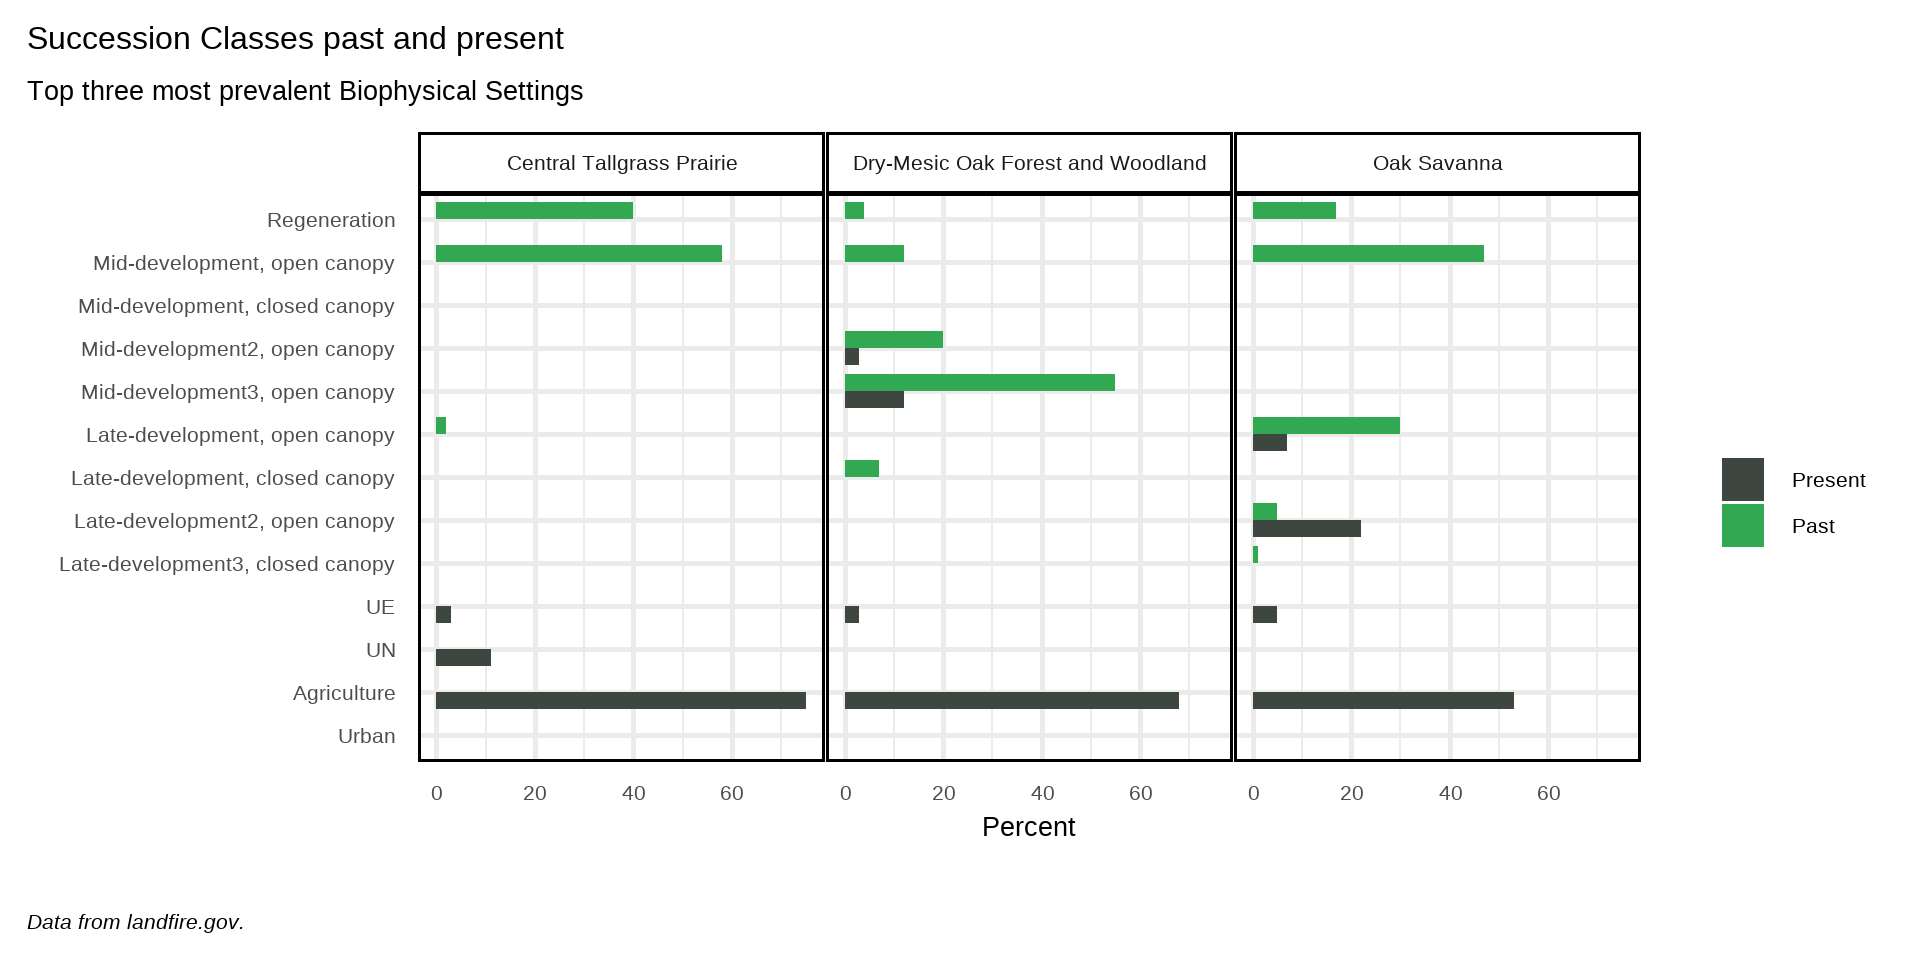 Succession Classes past and present
Top three most prevalent Biophysical Settings
Central Tallgrass Prairie
Dry-Mesic Oak Forest and Woodland
Oak Savanna
Regeneration
Mid-development, open canopy
Mid-development, closed canopy
Mid-development2, open canopy
Mid-development3, open canopy
Late-development, open canopy
Late-development, closed canopy
Late-development2, open canopy
Late-development3, closed canopy
UE
UN
Agriculture
Urban
Present
Past
0 20 40 60
0 20 40 60
0 20 40 60
Percent
Data from landfire.gov.